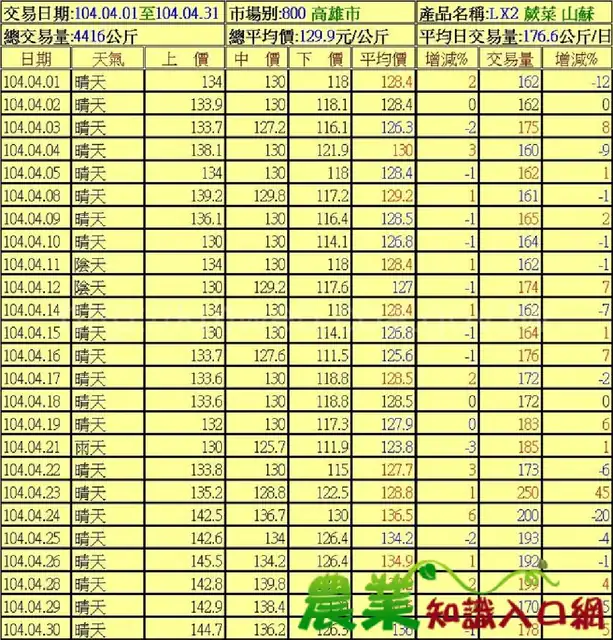 交易日期:104.04.01至104.04.31 市場別:800 高雄市 產品名稱:LX2 蕨菜 山蘇
總交易量:4416公斤 總平均價:129.9元/公斤 平均日交易量:176.6公斤/日
日期 天氣 上 價 中 價 下 價 平均價 增減% 交易量 增減%
104.04.01 晴天 134 130 118 128.4 2 162 -12
104.04.02 晴天 133.9 130 118.1 128.4 0 162 0
104.04.03 晴天 133.7 127.2 116.1 126.3 -2 175 8
104.04.04 晴天 138.1 130 121.9 130 3 160 -9
104.04.05 晴天 134 130 118 128.4 -1 162 1
104.04.08 晴天 139.2 129.8 117.2 129.2 1 161 -1
104.04.09 晴天 136.1 130 116.4 128.5 -1 165 2
104.04.10 晴天 130 130 114.1 126.8 -1 164 -1
104.04.11 陰天 134 130 118 128.4 1 162 -1
104.04.12 陰天 130 129.2 117.6 127 -1 174 7
104.04.14 晴天 134 130 118 128.4 1 162 -7
104.04.15 晴天 130 130 114.1 126.8 -1 164 1
104.04.16 晴天 133.7 127.6 111.5 125.6 -1 176 7
104.04.17 晴天 133.6 130 118.8 128.5 2 172 -2
104.04.18 晴天 133.6 130 118.8 128.5 0 172 0
104.04.19 晴天 132 130 117.3 127.9 0 183 6
104.04.21 雨天 130 125.7 111.9 123.8 -3 185 1
104.04.22 晴天 133.8 130 115 127.7 3 173 -6
104.04.23 晴天 135.2 128.8 122.5 128.8 1 250 45
104.04.24 晴天 142.5 136.7 130 136.5 6 200 -20
104.04.25 晴天 142.6 134 126.4 134.2 -2 193 -4
104.04.26 晴天 145.5 134.2 126.4 134.9 1 192 -1
104.04.28 晴天 142.8 139.8 2 4
104.04.29 晴天 142.9 138.4 170
104.04.30 晴天 144.7 136.2 -1
農業知識入口網